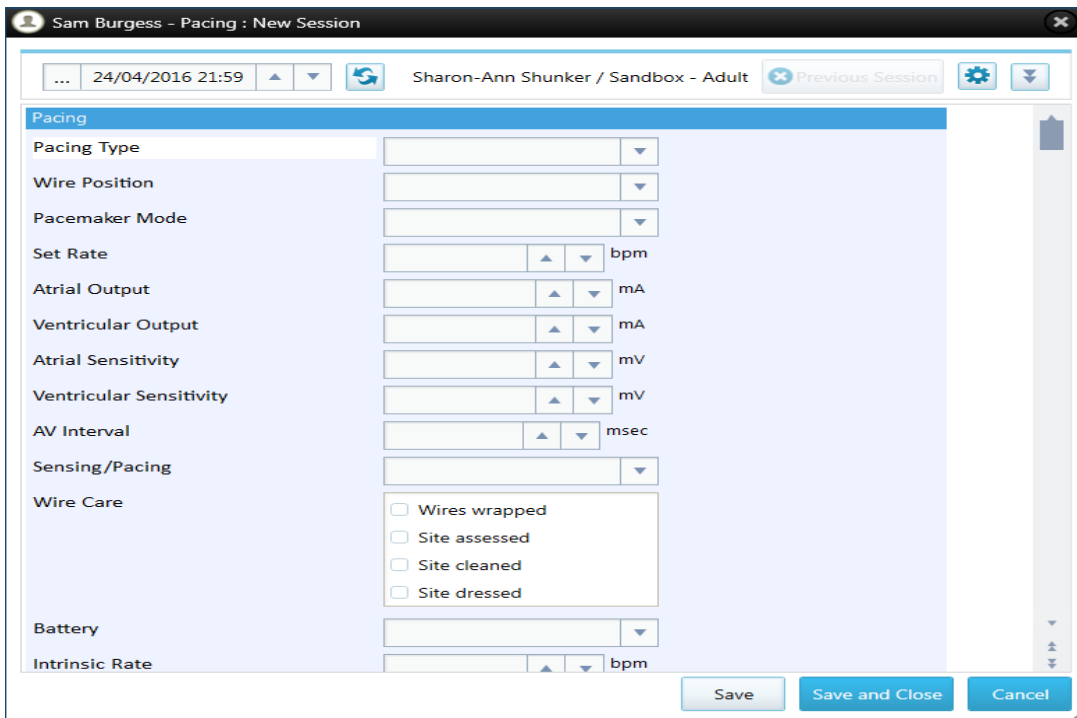 Sam Burgess - Pacing : New Session
... 24/04/2016 21:59 Sharon-Ann Shunker / Sandbox - Adult Previous Session
Pacing
Pacing Type
Wire Position
Pacemaker Mode
Set Rate bpm
Atrial Output mA
Ventricular Output mA
Atrial Sensitivity mV
Ventricular Sensitivity mV
AV Interval msec
Sensing/Pacing
Wire Care
Wires wrapped
Site assessed
Site cleaned
Site dressed
Battery
Intrinsic Rate bpm
Save Save and Close Cancel